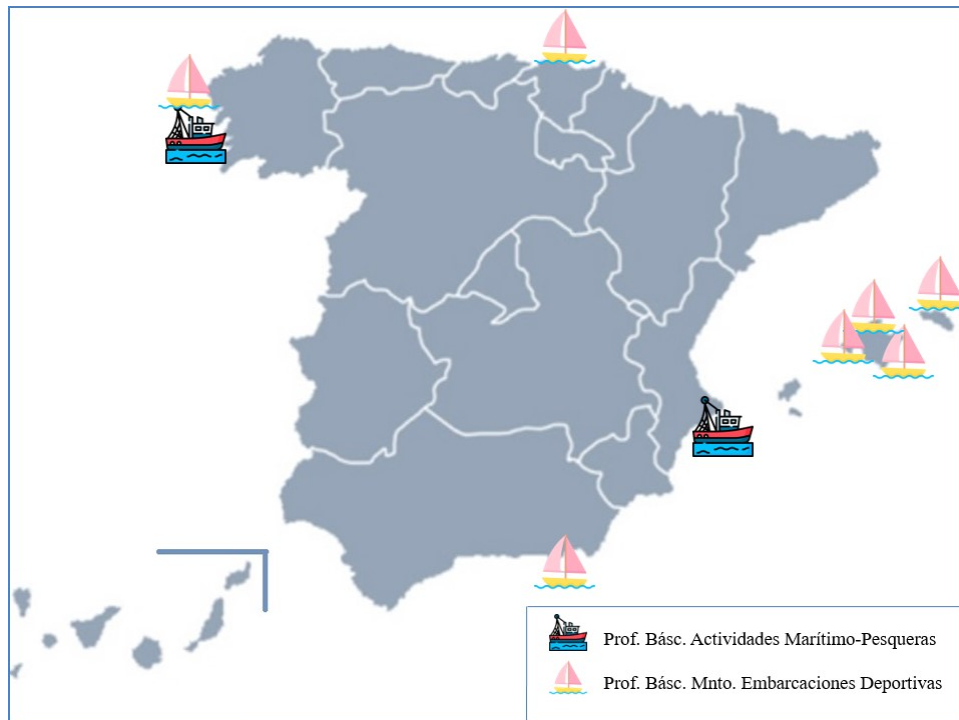 Prof. Básc. Actividades Marítimo-Pesqueras
Prof. Básc. Mnto. Embarcaciones Deportivas